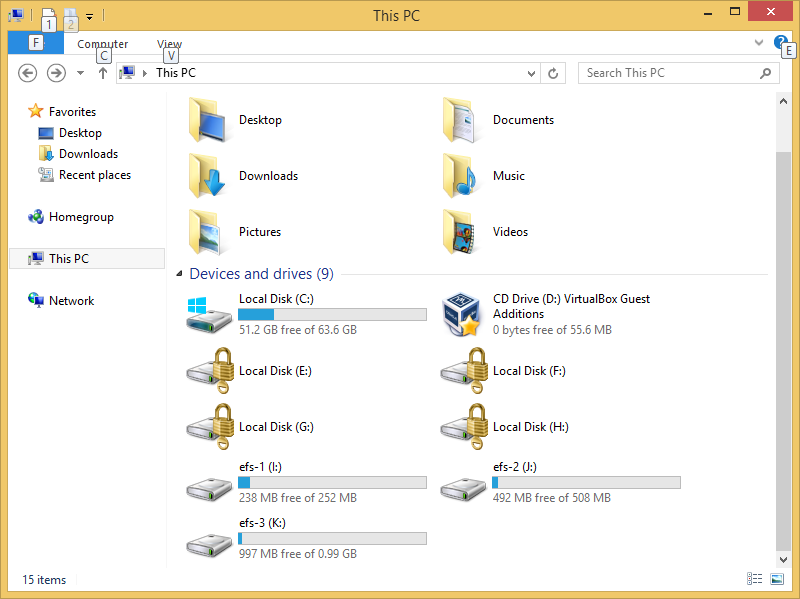 This PC
1
2
F
Computer
View
C
V
E
This PC
Search This PC
Favorites
Desktop
Downloads
Recent places
Homegroup
This PC
Network
Desktop
Documents
Downloads
Music
Pictures
Videos
Devices and drives (9)
Local Disk (C:)
51.2 GB free of 63.6 GB
CD Drive (D:) VirtualBox Guest
Additions
0 bytes free of 55.6 MB
Local Disk (E:)
Local Disk (F:)
Local Disk (G:)
Local Disk (H:)
efs-1 (I:)
238 MB free of 252 MB
efs-2 (J:)
492 MB free of 508 MB
efs-3 (K:)
997 MB free of 0.99 GB
15 items